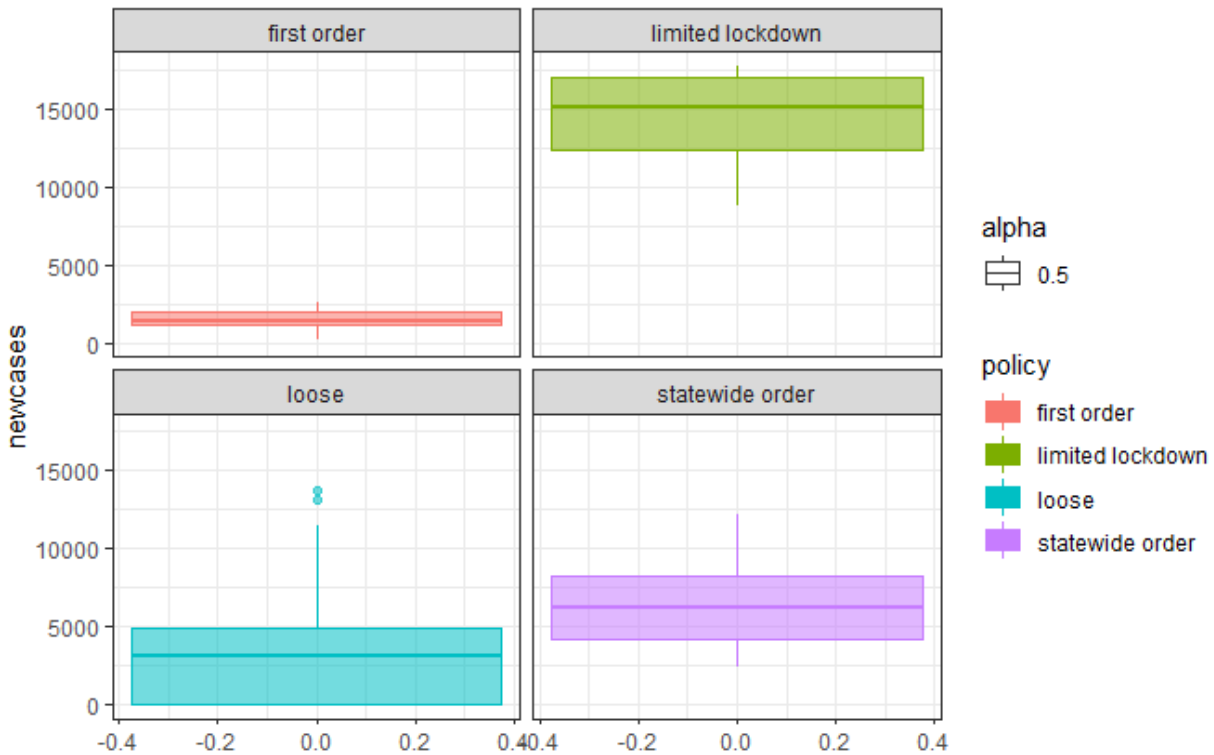 first order
limited lockdown
15000
10000
5000
0
newcases
loose
statewide order
15000
10000
5000
0
-0.4
-0.2
0.0
0.2
0.4
-0.4
-0.2
0.0
0.2
0.4
alpha
0.5
policy
first order
limited lockdown
loose
statewide order